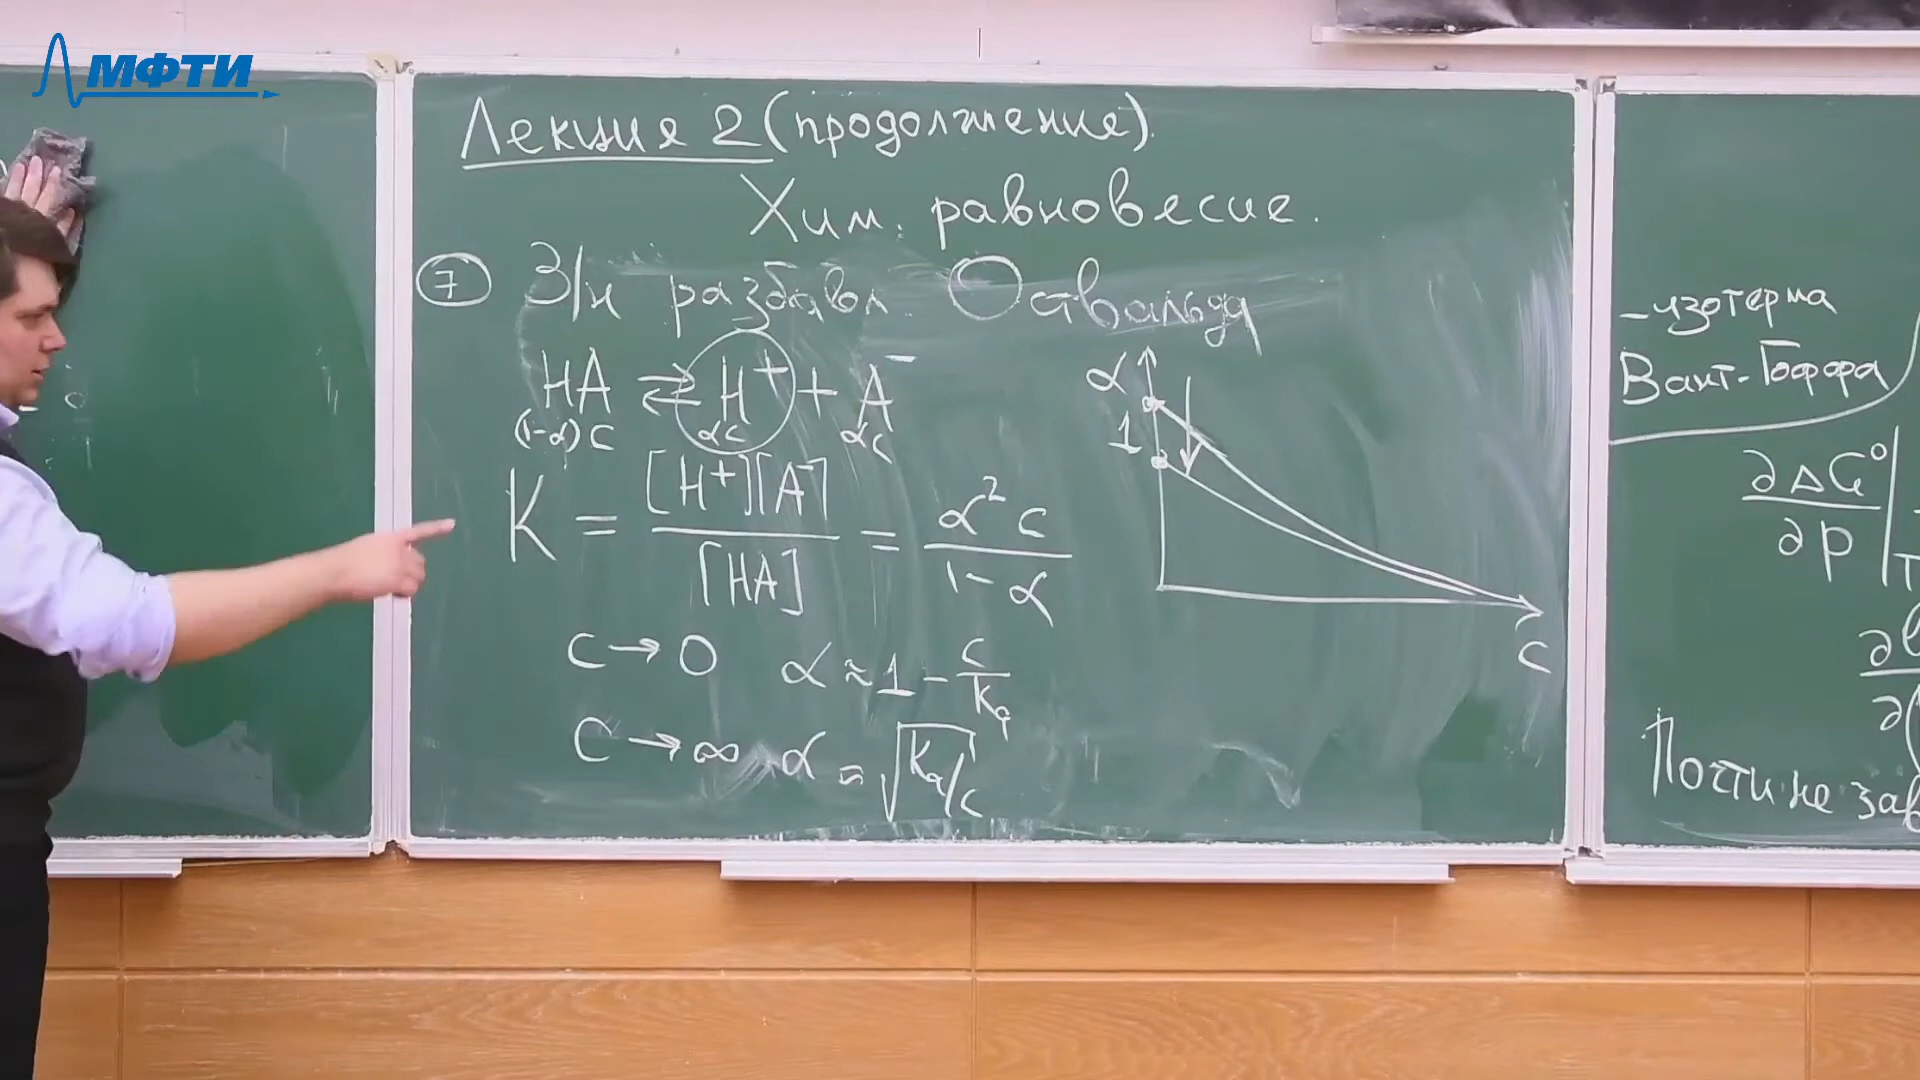 МФТИ
Лекция 2 (продолжение).
Хим. равновесие.
7 З/н разбавл. Оствальда
HA ⇄ H⁺ + A⁻
(1-α)c αc αc
K = [H⁺][A⁻] / [HA] = α²c / 1-α
c → 0 α ≈ 1 - c/Kₐ
c → ∞ α ≈ √Kₐ/c
α
1
c
- изотерма
Вант-Гоффа
∂ΔG° / ∂p
Почти не зав